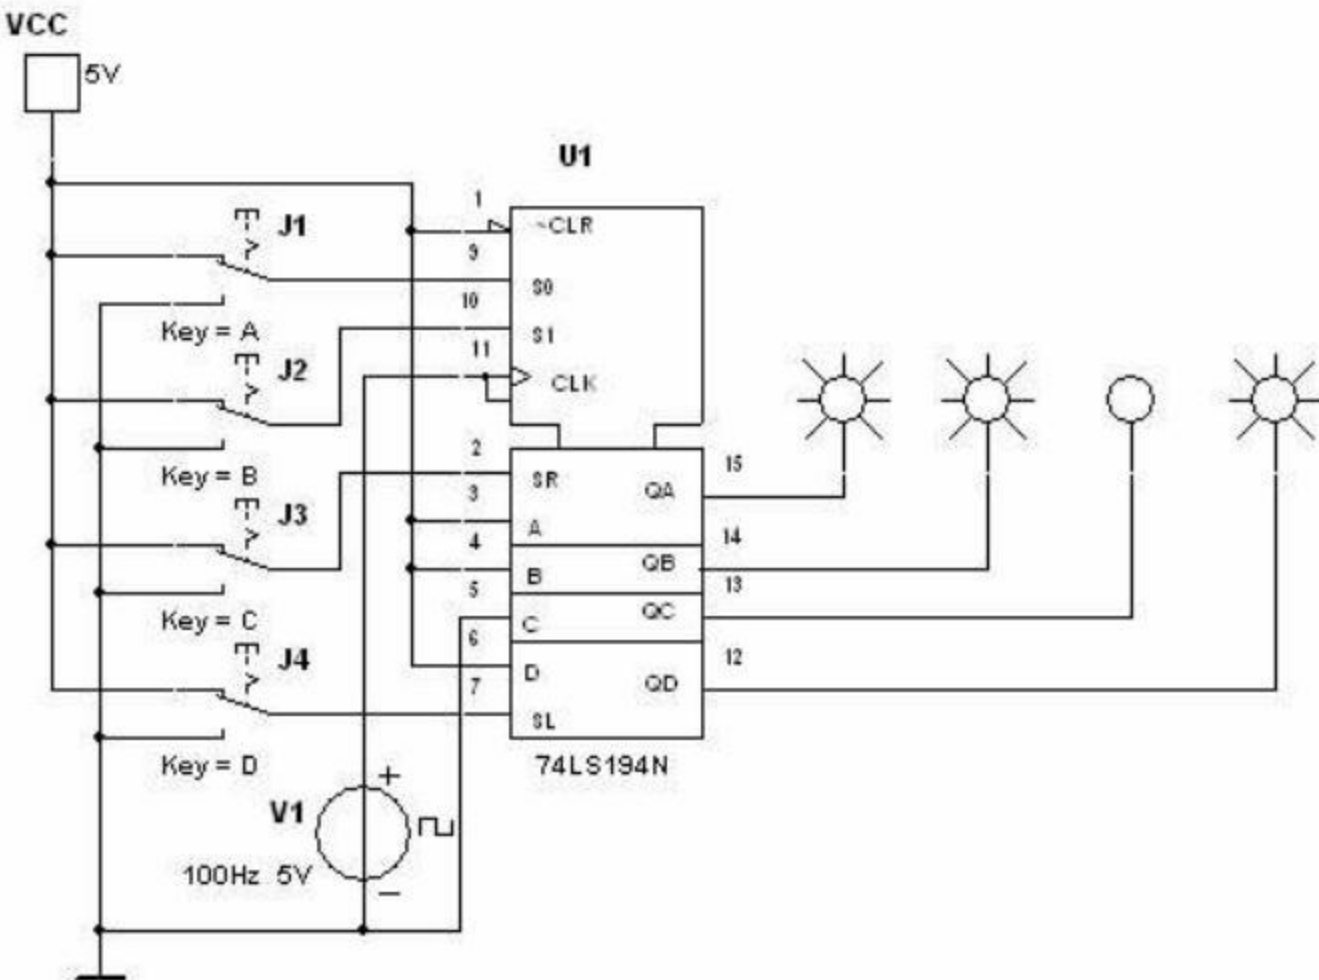 VCC
5V
U1
J1
Key = A
J2
Key = B
J3
Key = C
J4
Key = D
V1
100Hz 5V
+
−
1
9
10
11
2
3
4
5
6
7
~CLR
S0
S1
CLK
SR
A
B
C
D
SL
QA
QB
QC
QD
15
14
13
12
74LS194N